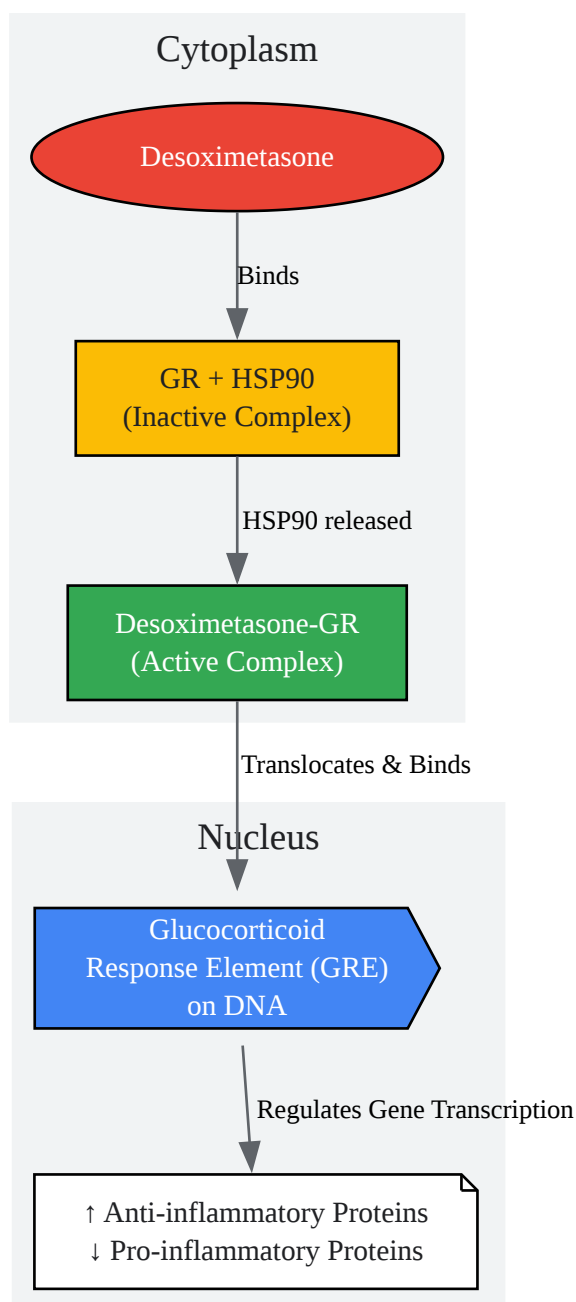 Cytoplasm
Desoximetasone
Binds
GR + HSP90
(Inactive Complex)
HSP90 released
Desoximetasone-GR
(Active Complex)
Translocates & Binds
Nucleus
Glucocorticoid
Response Element (GRE)
on DNA
Regulates Gene Transcription
↑ Anti-inflammatory Proteins
↓ Pro-inflammatory Proteins